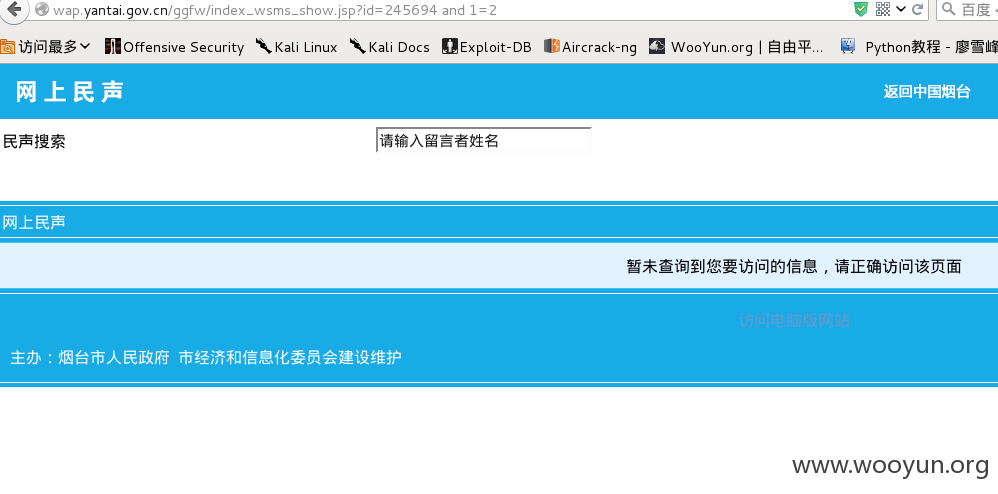 wap.yantai.gov.cn/ggfw/index_wsms_show.jsp?id=245694 and 1=2
百度
访问最多 Offensive Security Kali Linux Kali Docs Exploit-DB Aircrack-ng WooYun.org | 自由平... Python教程 - 廖雪峰
网上民声 返回中国烟台
民声搜索 请输入留言者姓名
网上民声
暂未查询到您要访问的信息，请正确访问该页面
访问电脑版网站
主办：烟台市人民政府 市经济和信息化委员会建设维护
www.wooyun.org